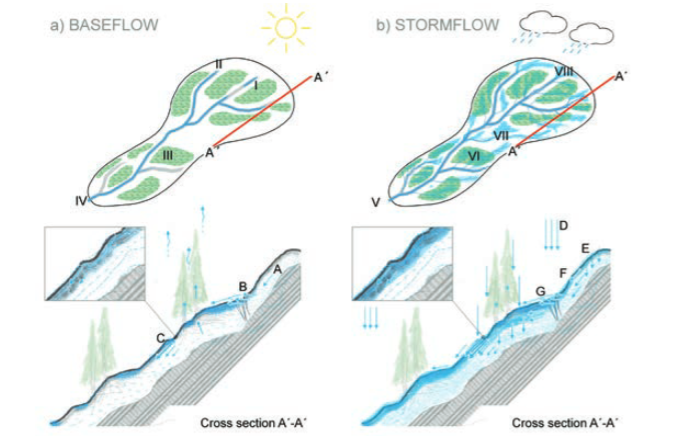 a) BASEFLOW
II
I
A´
III
A´
IV
A
B
C
Cross section A´-A´
b) STORMFLOW
VIII
A´
VII
A´
VI
V
D
E
F
G
Cross section A´-A´